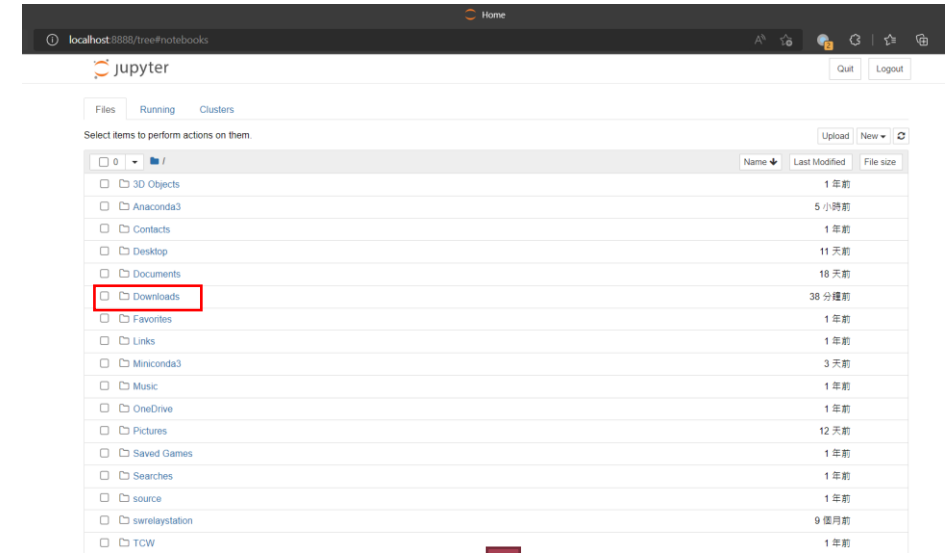 Home
localhost:8888/tree#notebooks
jupyter
Quit Logout
Files Running Clusters
Select items to perform actions on them.
Upload New
0 /
Name Last Modified File size
3D Objects 1 年前
Anaconda3 5 小時前
Contacts 1 年前
Desktop 11 天前
Documents 18 天前
Downloads 38 分鐘前
Favorites 1 年前
Links 1 年前
Miniconda3 3 天前
Music 1 年前
OneDrive 1 年前
Pictures 12 天前
Saved Games 1 年前
Searches 1 年前
source 1 年前
swrelaystation 9 個月前
TCW 1 年前